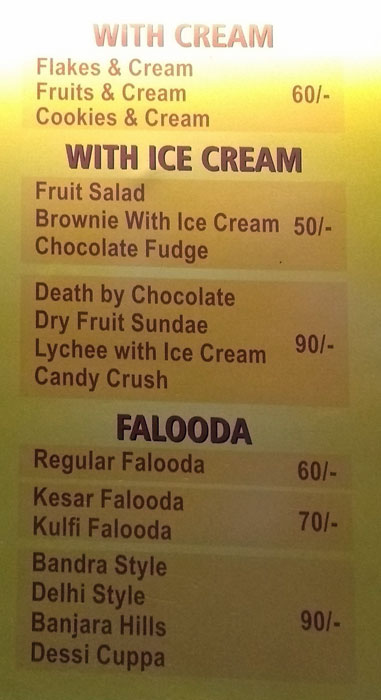 WITH CREAM
Flakes & Cream
Fruits & Cream 60/-
Cookies & Cream
WITH ICE CREAM
Fruit Salad
Brownie With Ice Cream 50/-
Chocolate Fudge
Death by Chocolate
Dry Fruit Sundae
Lychee with Ice Cream 90/-
Candy Crush
FALOODA
Regular Falooda 60/-
Kesar Falooda
Kulfi Falooda 70/-
Bandra Style
Delhi Style
Banjara Hills 90/-
Dessi Cuppa